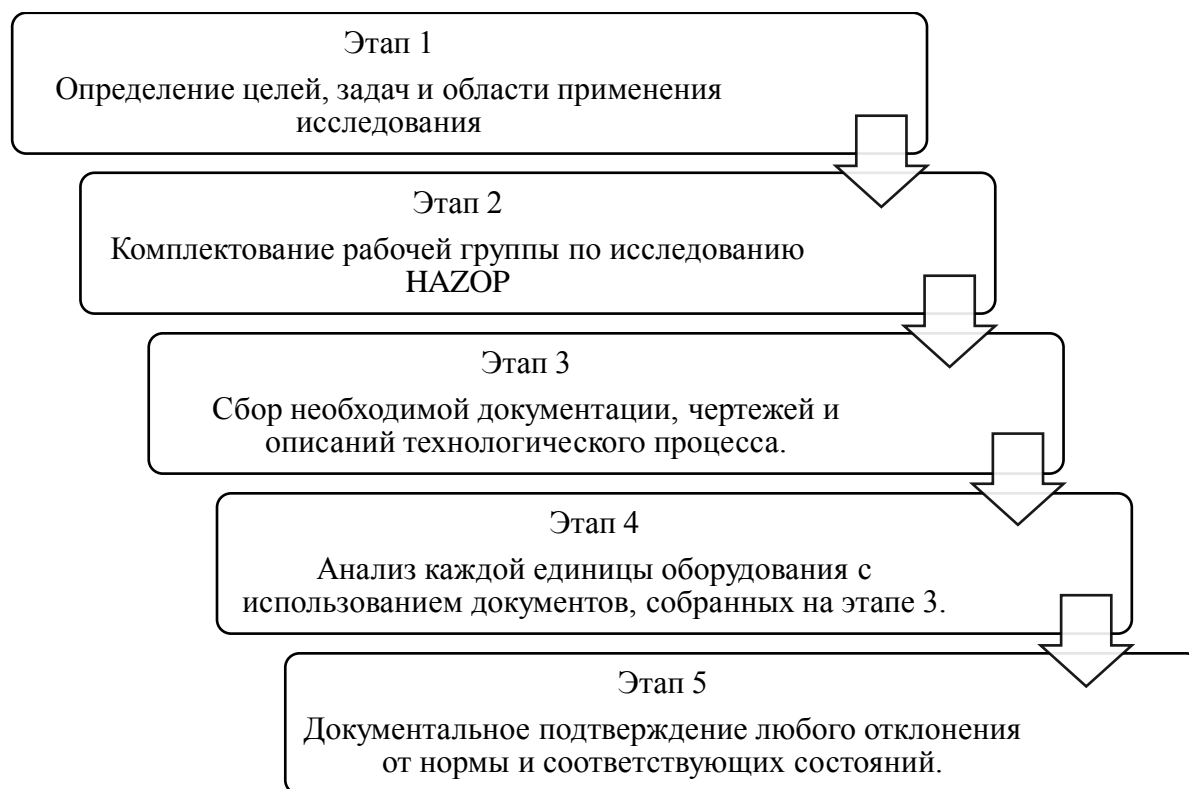 Этап 1
Определение целей, задач и области применения
исследования
Этап 2
Комплектование рабочей группы по исследованию
HAZOP
Этап 3
Сбор необходимой документации, чертежей и
описаний технологического процесса.
Этап 4
Анализ каждой единицы оборудования с
использованием документов, собранных на этапе 3.
Этап 5
Документальное подтверждение любого отклонения
от нормы и соответствующих состояний.